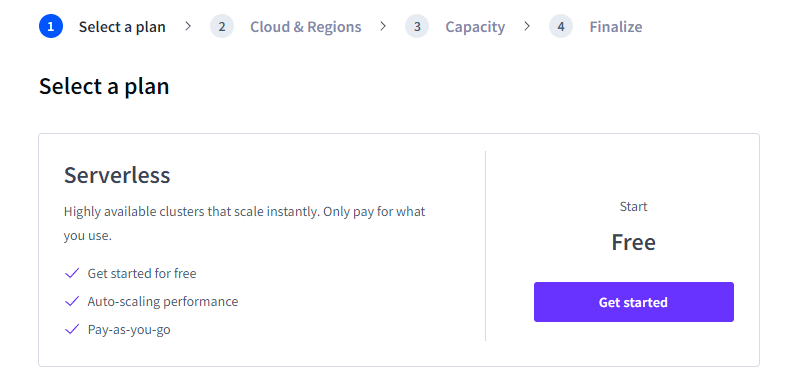 1 Select a plan > 2 Cloud & Regions > 3 Capacity > 4 Finalize
Select a plan
Serverless
Highly available clusters that scale instantly. Only pay for what
you use.
Get started for free
Auto-scaling performance
Pay-as-you-go
Start
Free
Get started